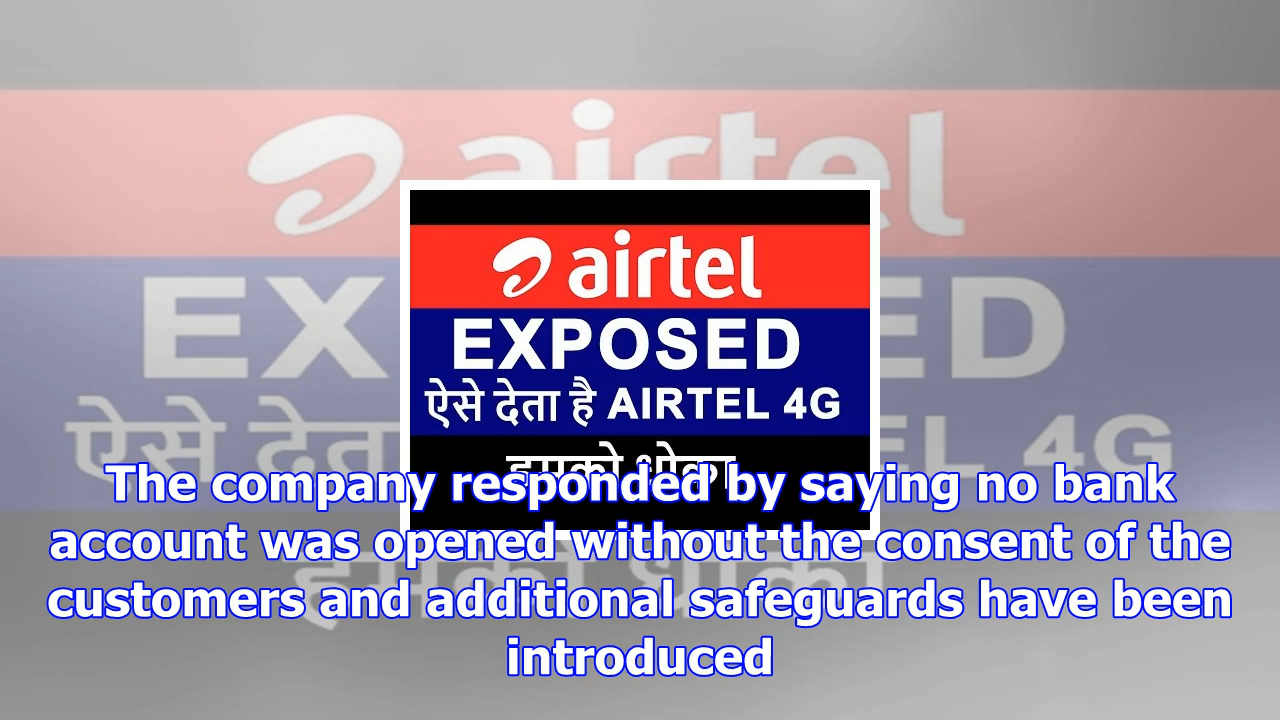 airtel
EXPOSED
ऐसे देता है AIRTEL 4G
हमको धोका
The company responded by saying no bank
account was opened without the consent of the
customers and additional safeguards have been
introduced